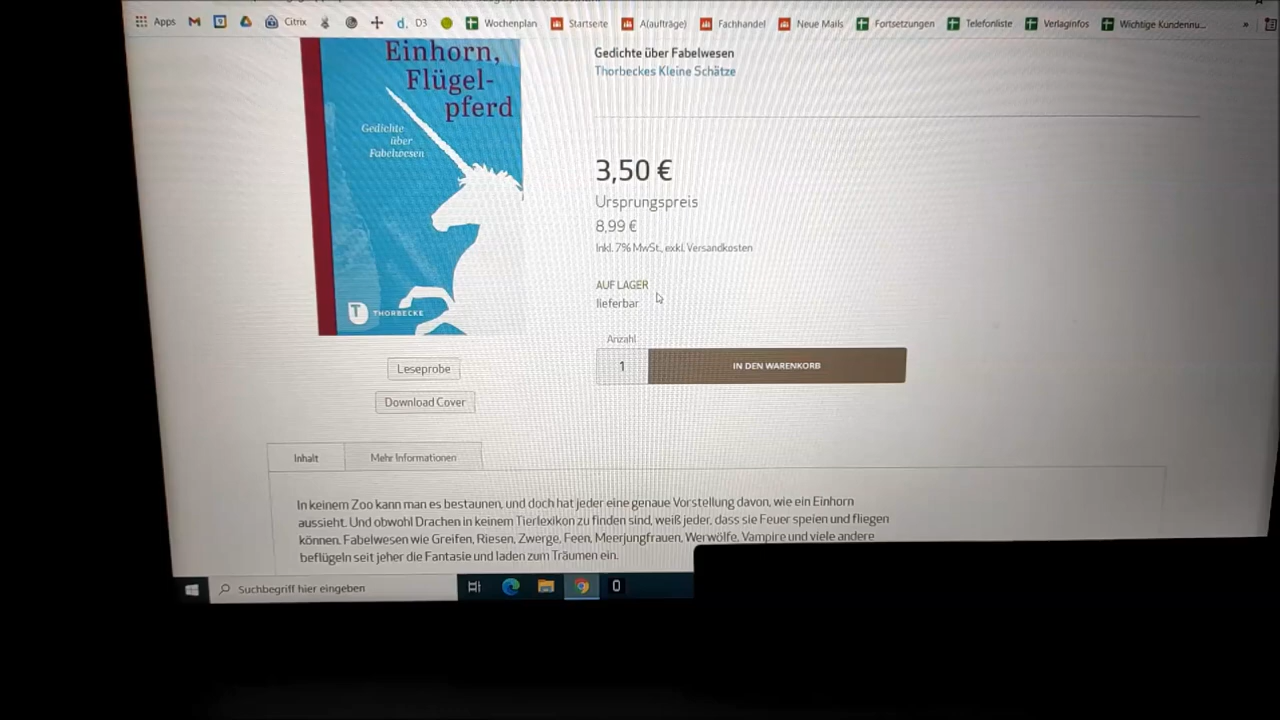 Apps
Citrix
D3
Wochenplan
Startseite
A(aufträge)
Fachhandel
Neue Mails
Fortsetzungen
Telefonliste
Verlaginfos
Wichtige Kundennu...
»
Einhorn,
Flügel-
pferd
Gedichte
über
Fabelwesen
THORBECKE
Leseprobe
Download Cover
Gedichte über Fabelwesen
Thorbeckes Kleine Schätze
3,50 €
Ursprungspreis
8,99 €
Inkl. 7% MwSt., exkl. Versandkosten
AUF LAGER
lieferbar
Anzahl
1
IN DEN WARENKORB
Inhalt
Mehr Informationen
In keinem Zoo kann man es bestaunen, und doch hat jeder eine genaue Vorstellung davon, wie ein Einhorn
aussieht. Und obwohl Drachen in keinem Tierlexikon zu finden sind, weiß jeder, dass sie Feuer speien und fliegen
können. Fabelwesen wie Greifen, Riesen, Zwerge, Feen, Meerjungfrauen, Werwölfe, Vampire und viele andere
beflügeln seit jeher die Fantasie und laden zum Träumen ein.
Suchbegriff hier eingeben